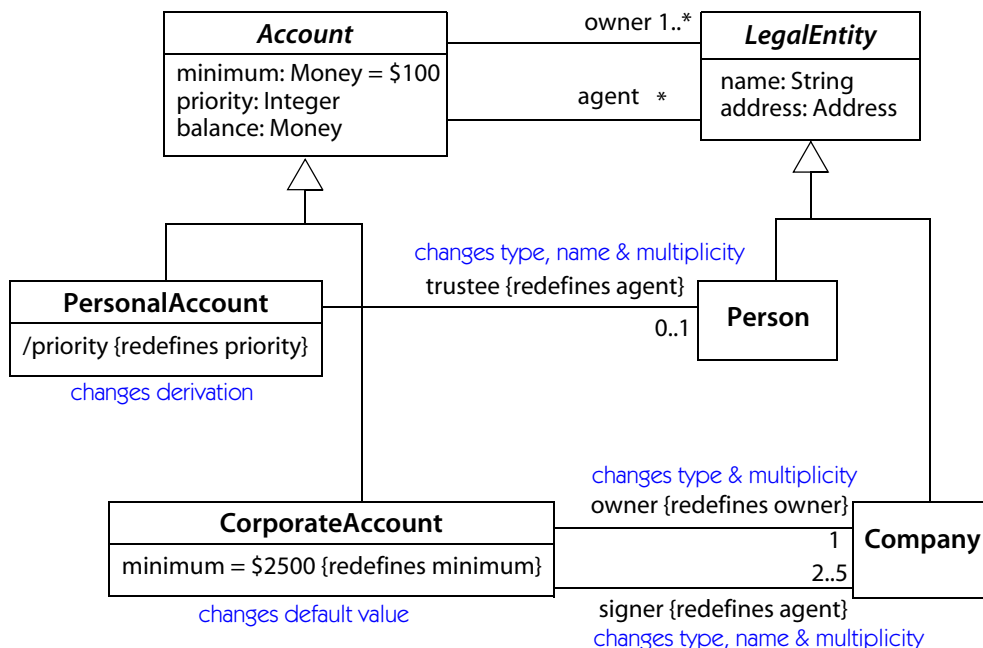 Account
minimum: Money = $100
priority: Integer
balance: Money
owner 1..*
agent *
LegalEntity
name: String
address: Address
changes type, name & multiplicity
trustee {redefines agent}
0..1
PersonalAccount
/priority {redefines priority}
changes derivation
Person
changes type & multiplicity
owner {redefines owner}
1
2..5
signer {redefines agent}
changes type, name & multiplicity
CorporateAccount
minimum = $2500 {redefines minimum}
changes default value
Company